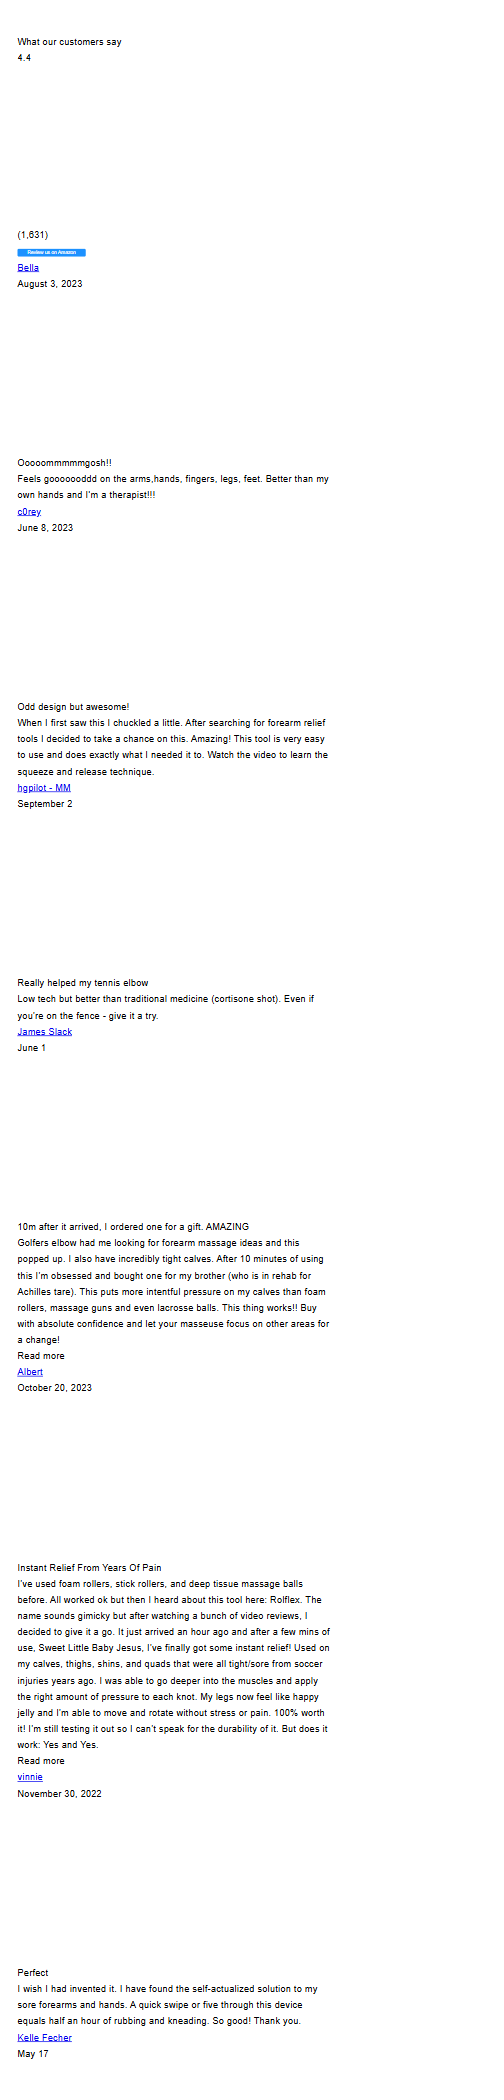 What our customers say
4.4
(1,631)
Review us on Amazon
Bella
August 3, 2023
Ooooommmmmgosh!!
Feels gooooooddd on the arms,hands, fingers, legs, feet. Better than my
own hands and I'm a therapist!!!
c0rey
June 8, 2023
Odd design but awesome!
When I first saw this I chuckled a little. After searching for forearm relief
tools I decided to take a chance on this. Amazing! This tool is very easy
to use and does exactly what I needed it to. Watch the video to learn the
squeeze and release technique.
hgpilot - MM
September 2
Really helped my tennis elbow
Low tech but better than traditional medicine (cortisone shot). Even if
you're on the fence - give it a try.
James Slack
June 1
10m after it arrived, I ordered one for a gift. AMAZING
Golfers elbow had me looking for forearm massage ideas and this
popped up. I also have incredibly tight calves. After 10 minutes of using
this I'm obsessed and bought one for my brother (who is in rehab for
Achilles tare). This puts more intentful pressure on my calves than foam
rollers, massage guns and even lacrosse balls. This thing works!! Buy
with absolute confidence and let your masseuse focus on other areas for
a change!
Read more
Albert
October 20, 2023
Instant Relief From Years Of Pain
I've used foam rollers, stick rollers, and deep tissue massage balls
before. All worked ok but then I heard about this tool here: Rolflex. The
name sounds gimicky but after watching a bunch of video reviews, I
decided to give it a go. It just arrived an hour ago and after a few mins of
use, Sweet Little Baby Jesus, I've finally got some instant relief! Used on
my calves, thighs, shins, and quads that were all tight/sore from soccer
injuries years ago. I was able to go deeper into the muscles and apply
the right amount of pressure to each knot. My legs now feel like happy
jelly and I'm able to move and rotate without stress or pain. 100% worth
it! I'm still testing it out so I can't speak for the durability of it. But does it
work: Yes and Yes.
Read more
vinnie
November 30, 2022
Perfect
I wish I had invented it. I have found the self-actualized solution to my
sore forearms and hands. A quick swipe or five through this device
equals half an hour of rubbing and kneading. So good! Thank you.
Kelle Fecher
May 17